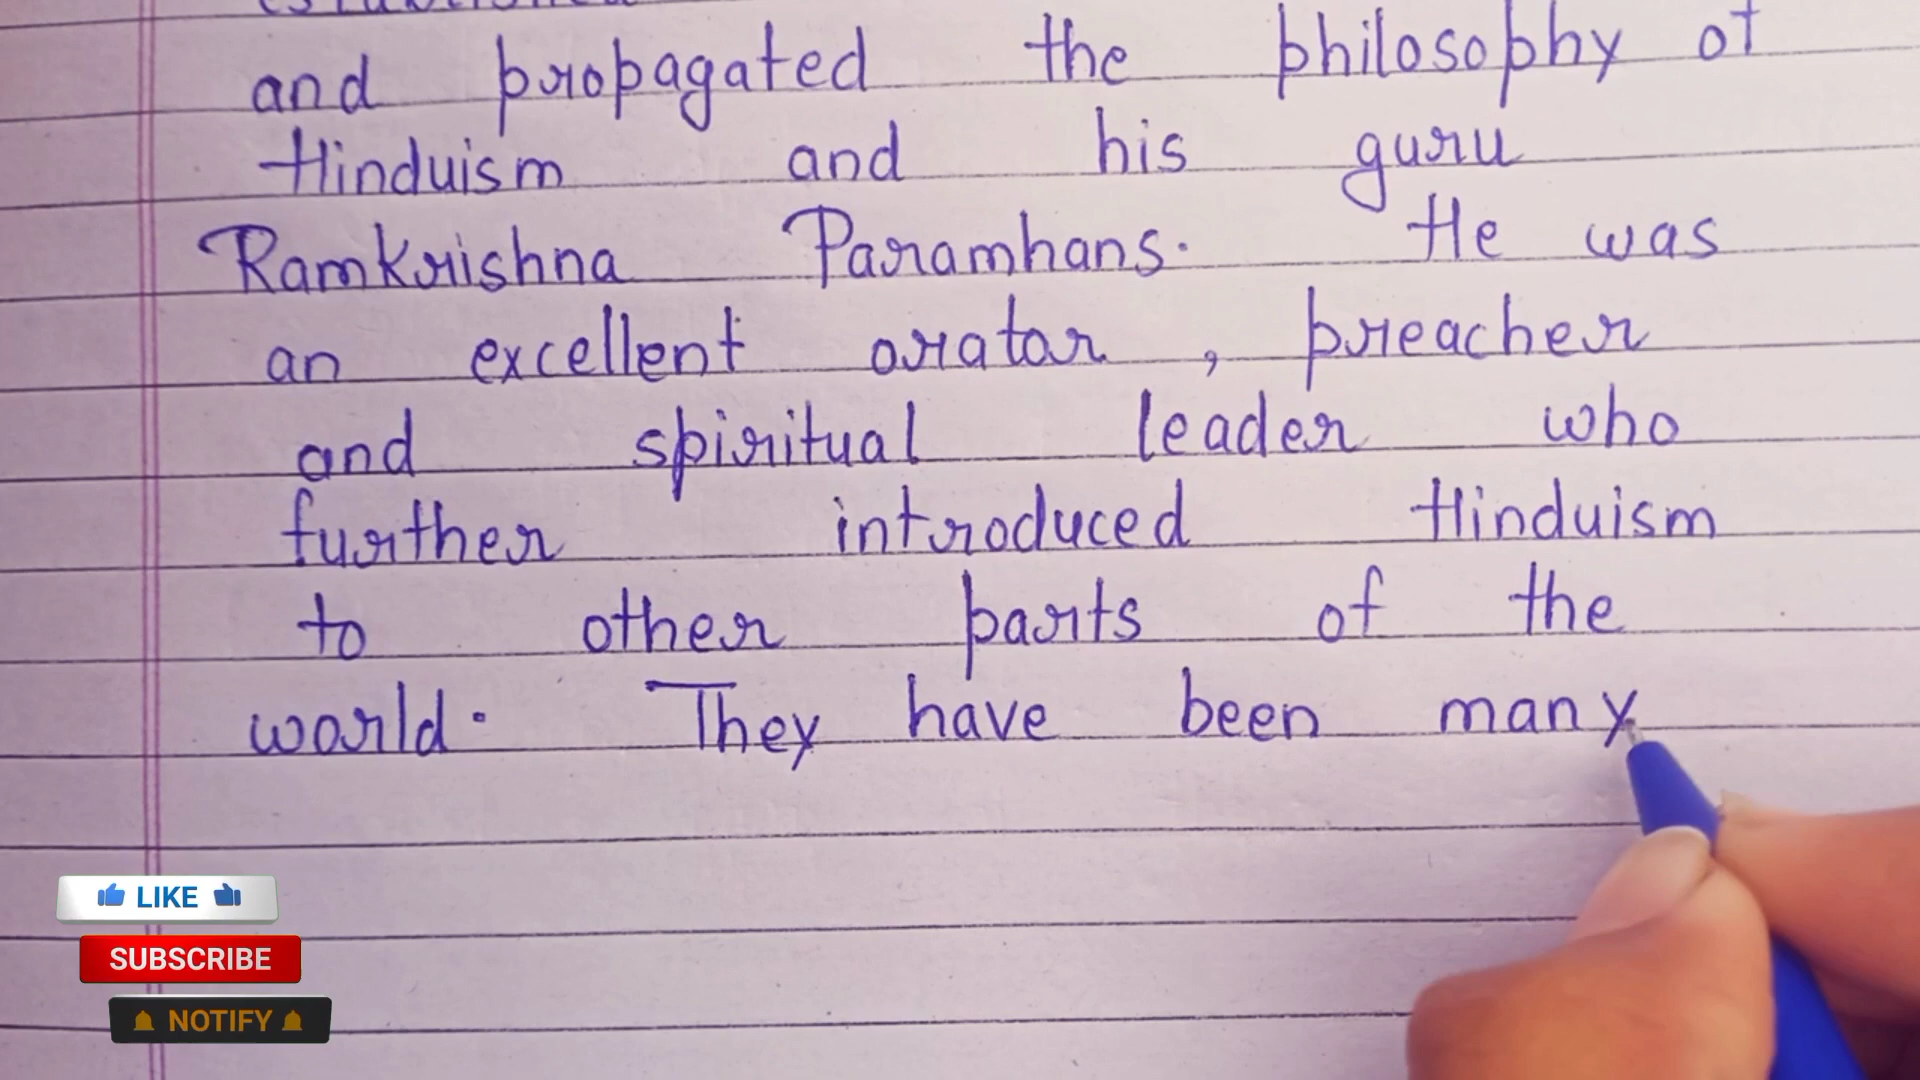 and propagated the philosophy of
Hinduism and his guru
Ramkrishna Paramhans. He was
an excellent orator, preacher
and spiritual leader who
further introduced Hinduism
to other parts of the
world. They have been many
LIKE
SUBSCRIBE
NOTIFY